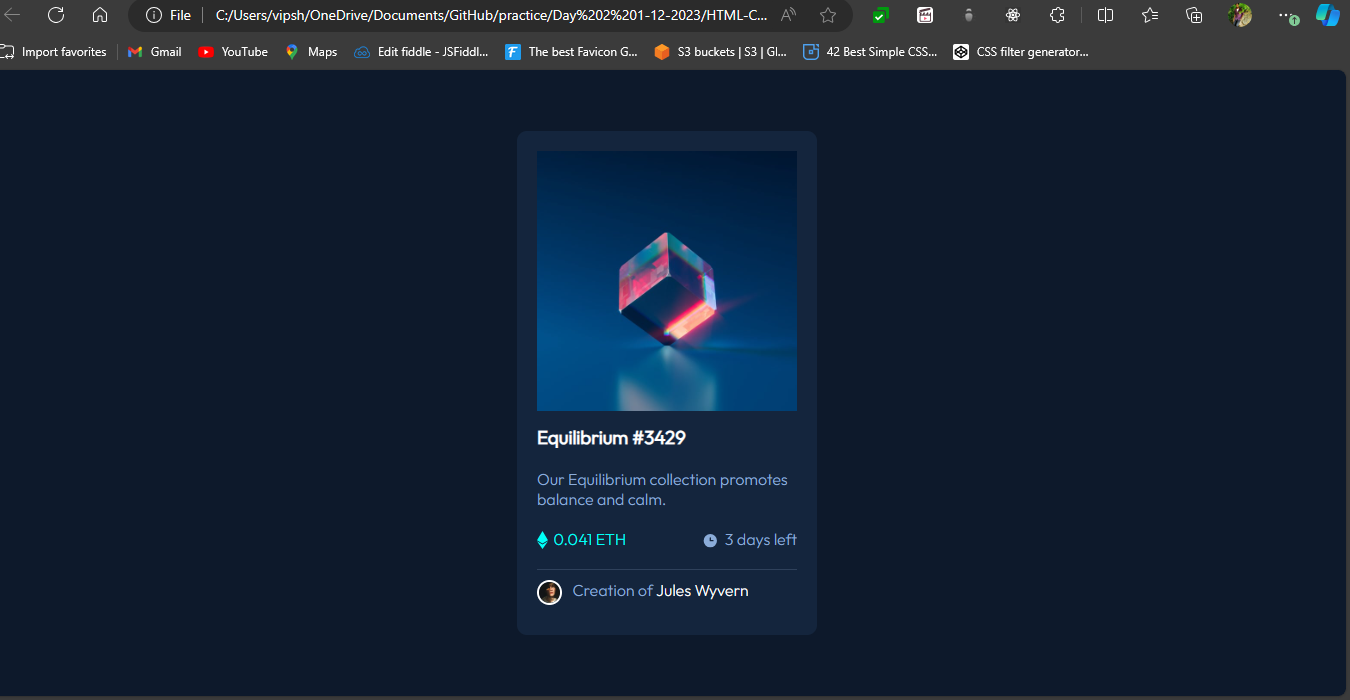 File C:/Users/vipsh/OneDrive/Documents/GitHub/practice/Day%202%201-12-2023/HTML-C...
Import favorites Gmail YouTube Maps Edit fiddle - JSFiddl... The best Favicon G... S3 buckets | S3 | Gl... 42 Best Simple CSS... CSS filter generator...
Equilibrium #3429
Our Equilibrium collection promotes
balance and calm.
0.041 ETH 3 days left
Creation of Jules Wyvern